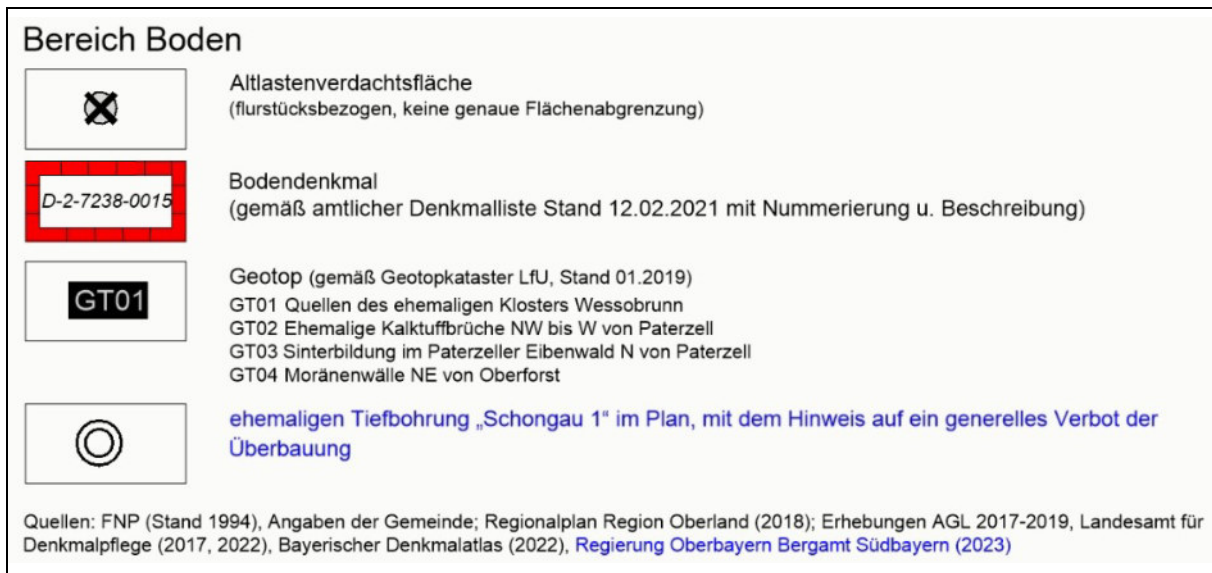 Bereich Boden
Altlastenverdachtsfläche
(flurstücksbezogen, keine genaue Flächenabgrenzung)
D-2-7238-0015
Bodendenkmal
(gemäß amtlicher Denkmalliste Stand 12.02.2021 mit Nummerierung u. Beschreibung)
GT01
Geotop (gemäß Geotopkataster LfU, Stand 01.2019)
GT01 Quellen des ehemaligen Klosters Wessobrunn
GT02 Ehemalige Kalktuffbrüche NW bis W von Paterzell
GT03 Sinterbildung im Paterzeller Eibenwald N von Paterzell
GT04 Moränenwälle NE von Oberforst
ehemaligen Tiefbohrung „Schongau 1“ im Plan, mit dem Hinweis auf ein generelles Verbot der
Überbauung
Quellen: FNP (Stand 1994), Angaben der Gemeinde; Regionalplan Region Oberland (2018); Erhebungen AGL 2017-2019, Landesamt für
Denkmalpflege (2017, 2022), Bayerischer Denkmalatlas (2022), Regierung Oberbayern Bergamt Südbayern (2023)